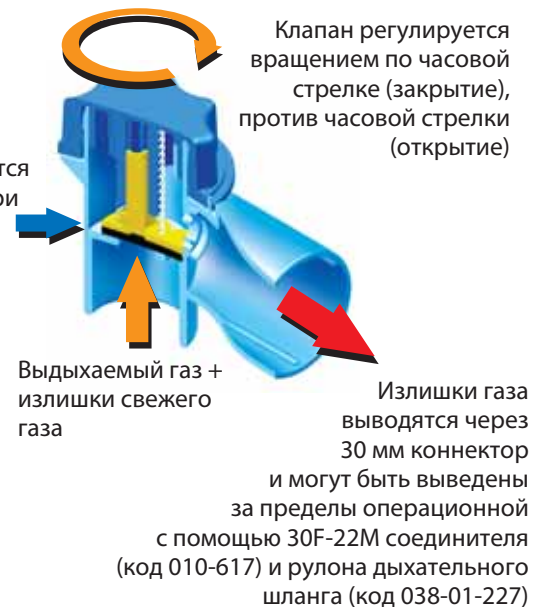 Клапан регулируется
вращением по часовой
стрелке (закрытие),
против часовой стрелки
(открытие)
Выдыхаемый газ +
излишки свежего
газа
Излишки газа
выводятся через
30 мм коннектор
и могут быть выведены
за пределы операционной
с помощью 30F-22M соединителя
(код 010-617) и рулона дыхательного
шланга (код 038-01-227)